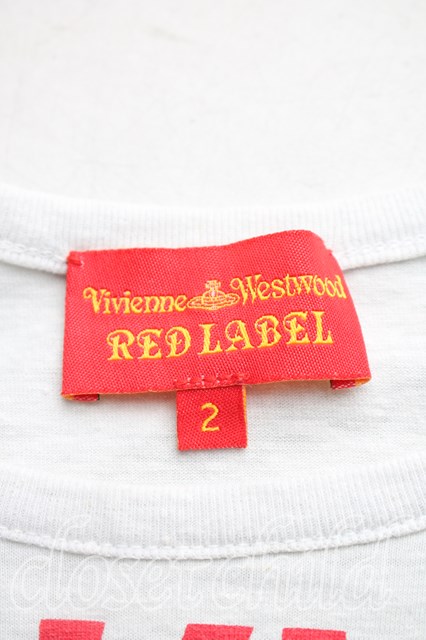 Vivienne Westwood
RED LABEL
2
closet child